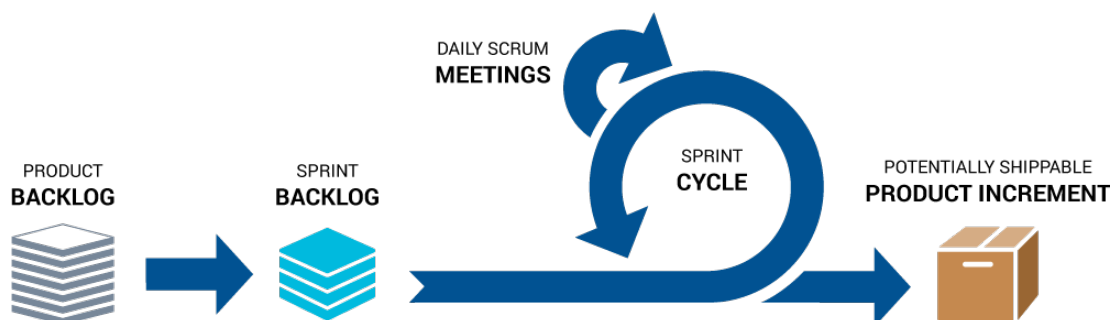 DAILY SCRUM
MEETINGS
PRODUCT
BACKLOG
SPRINT
BACKLOG
SPRINT
CYCLE
POTENTIALLY SHIPPABLE
PRODUCT INCREMENT